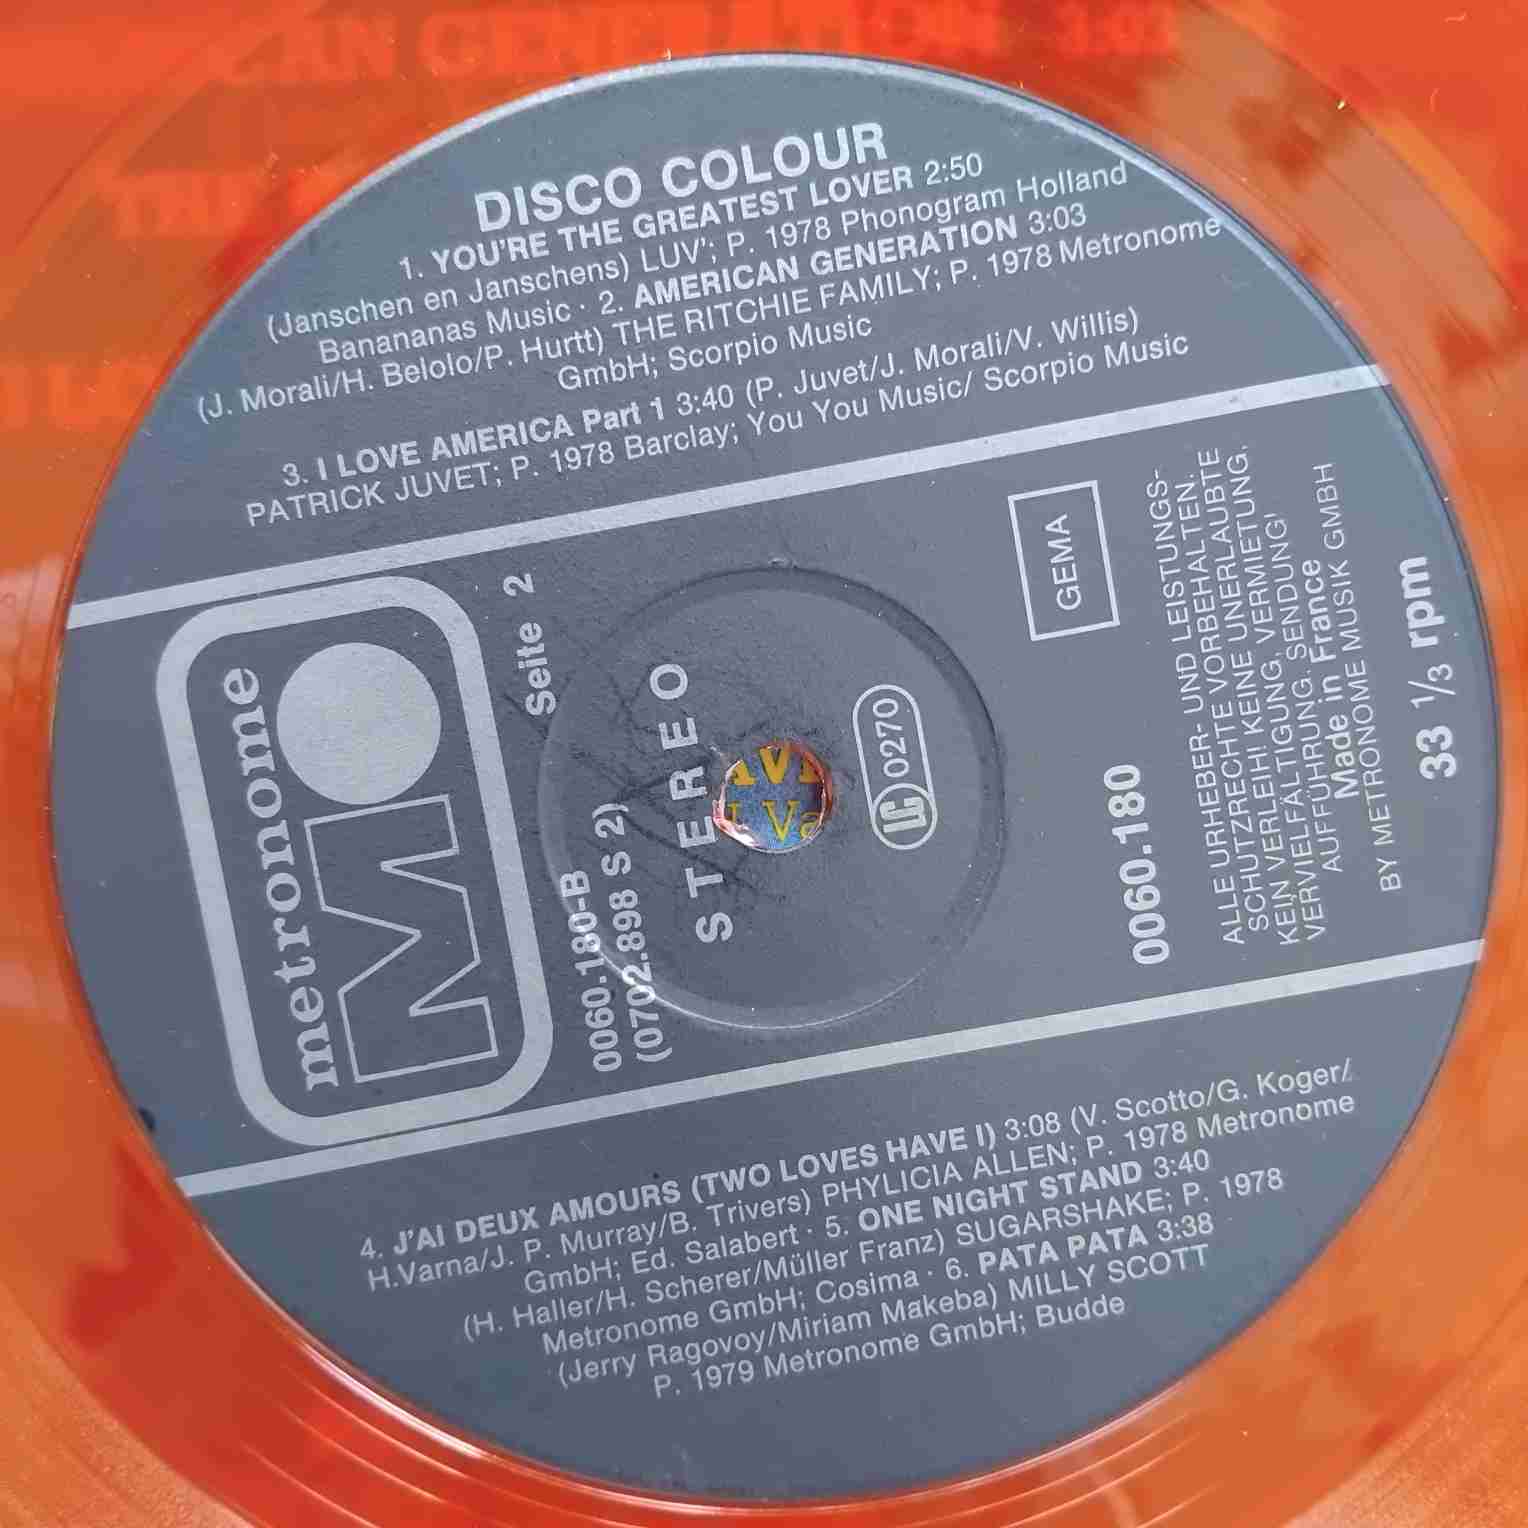 DISCO COLOUR
1. YOU'RE THE GREATEST LOVER 2:50
(Janschen en Janschens) LUV'; P. 1978 Phonogram Holland
Banananas Music · 2. AMERICAN GENERATION 3:03
(J. Morali/H. Belolo/P. Hurtt) THE RITCHIE FAMILY; P. 1978 Metronome
GmbH; Scorpio Music
3. I LOVE AMERICA Part 1 3:40 (P. Juvet/J. Morali/V. Willis)
PATRICK JUVET; P. 1978 Barclay; You You Music/ Scorpio Music
metronome
M
Seite 2
0060.180-B
(0702.898 S 2)
STEREO
LC 0270
GEMA
0060.180
ALLE URHEBER- UND LEISTUNGS-
SCHUTZRECHTE VORBEHALTEN.
KEIN VERLEIH! KEINE UNERLAUBTE
VERVIELFÄLTIGUNG, VERMIETUNG.
AUFFÜHRUNG. SENDUNG!
Made in France
BY METRONOME MUSIK GMBH
33 1/3 rpm
4. J'AI DEUX AMOURS (TWO LOVES HAVE I) 3:08 (V. Scotto/G. Koger/
H.Varna/J. P. Murray/B. Trivers) PHYLICIA ALLEN; P. 1978 Metronome
GmbH; Ed. Salabert · 5. ONE NIGHT STAND 3:40
(H. Haller/H. Scherer/Müller Franz) SUGARSHAKE; P. 1978
Metronome GmbH; Cosima · 6. PATA PATA 3:38
(Jerry Ragovoy/Miriam Makeba) MILLY SCOTT
P. 1979 Metronome GmbH; Budde